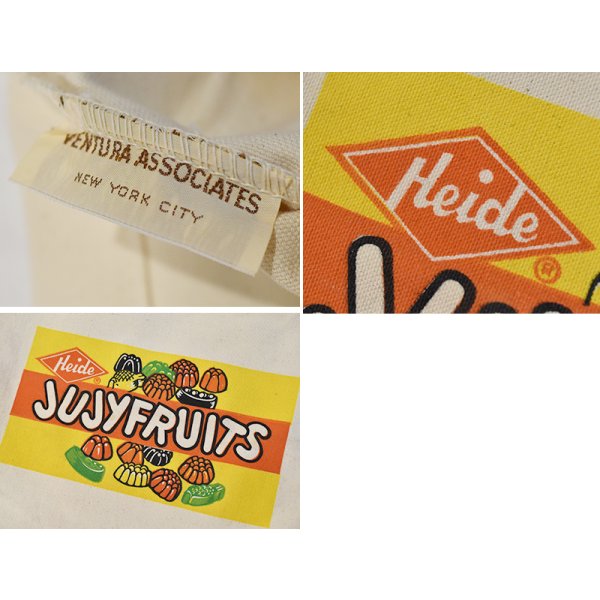 VENTURA ASSOCIATES
NEW YORK CITY
Heide
®
Heide
®
JUJYFRUITS